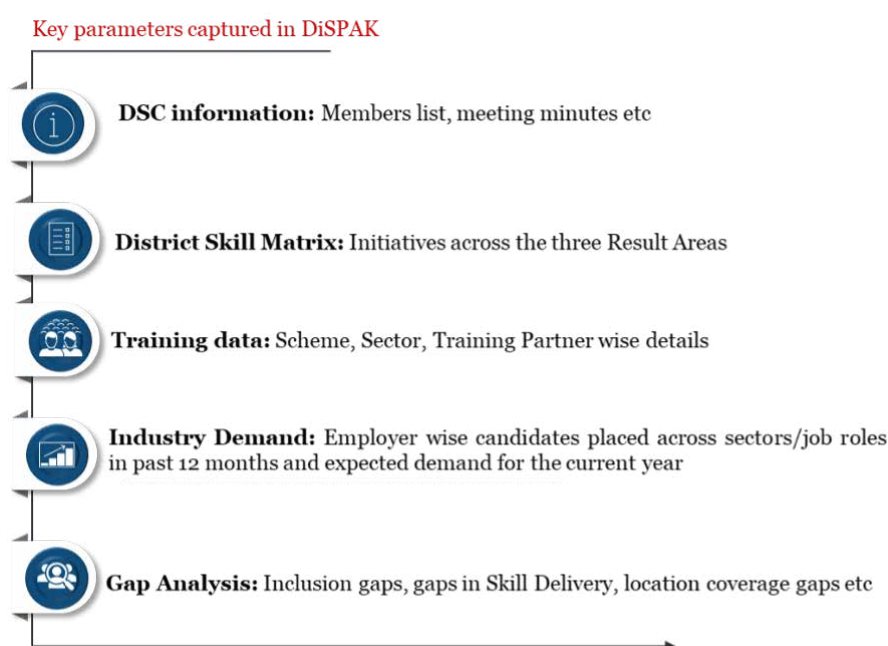 Key parameters captured in DiSPAK
DSC information: Members list, meeting minutes etc
District Skill Matrix: Initiatives across the three Result Areas
Training data: Scheme, Sector, Training Partner wise details
Industry Demand: Employer wise candidates placed across sectors/job roles
in past 12 months and expected demand for the current year
Gap Analysis: Inclusion gaps, gaps in Skill Delivery, location coverage gaps etc